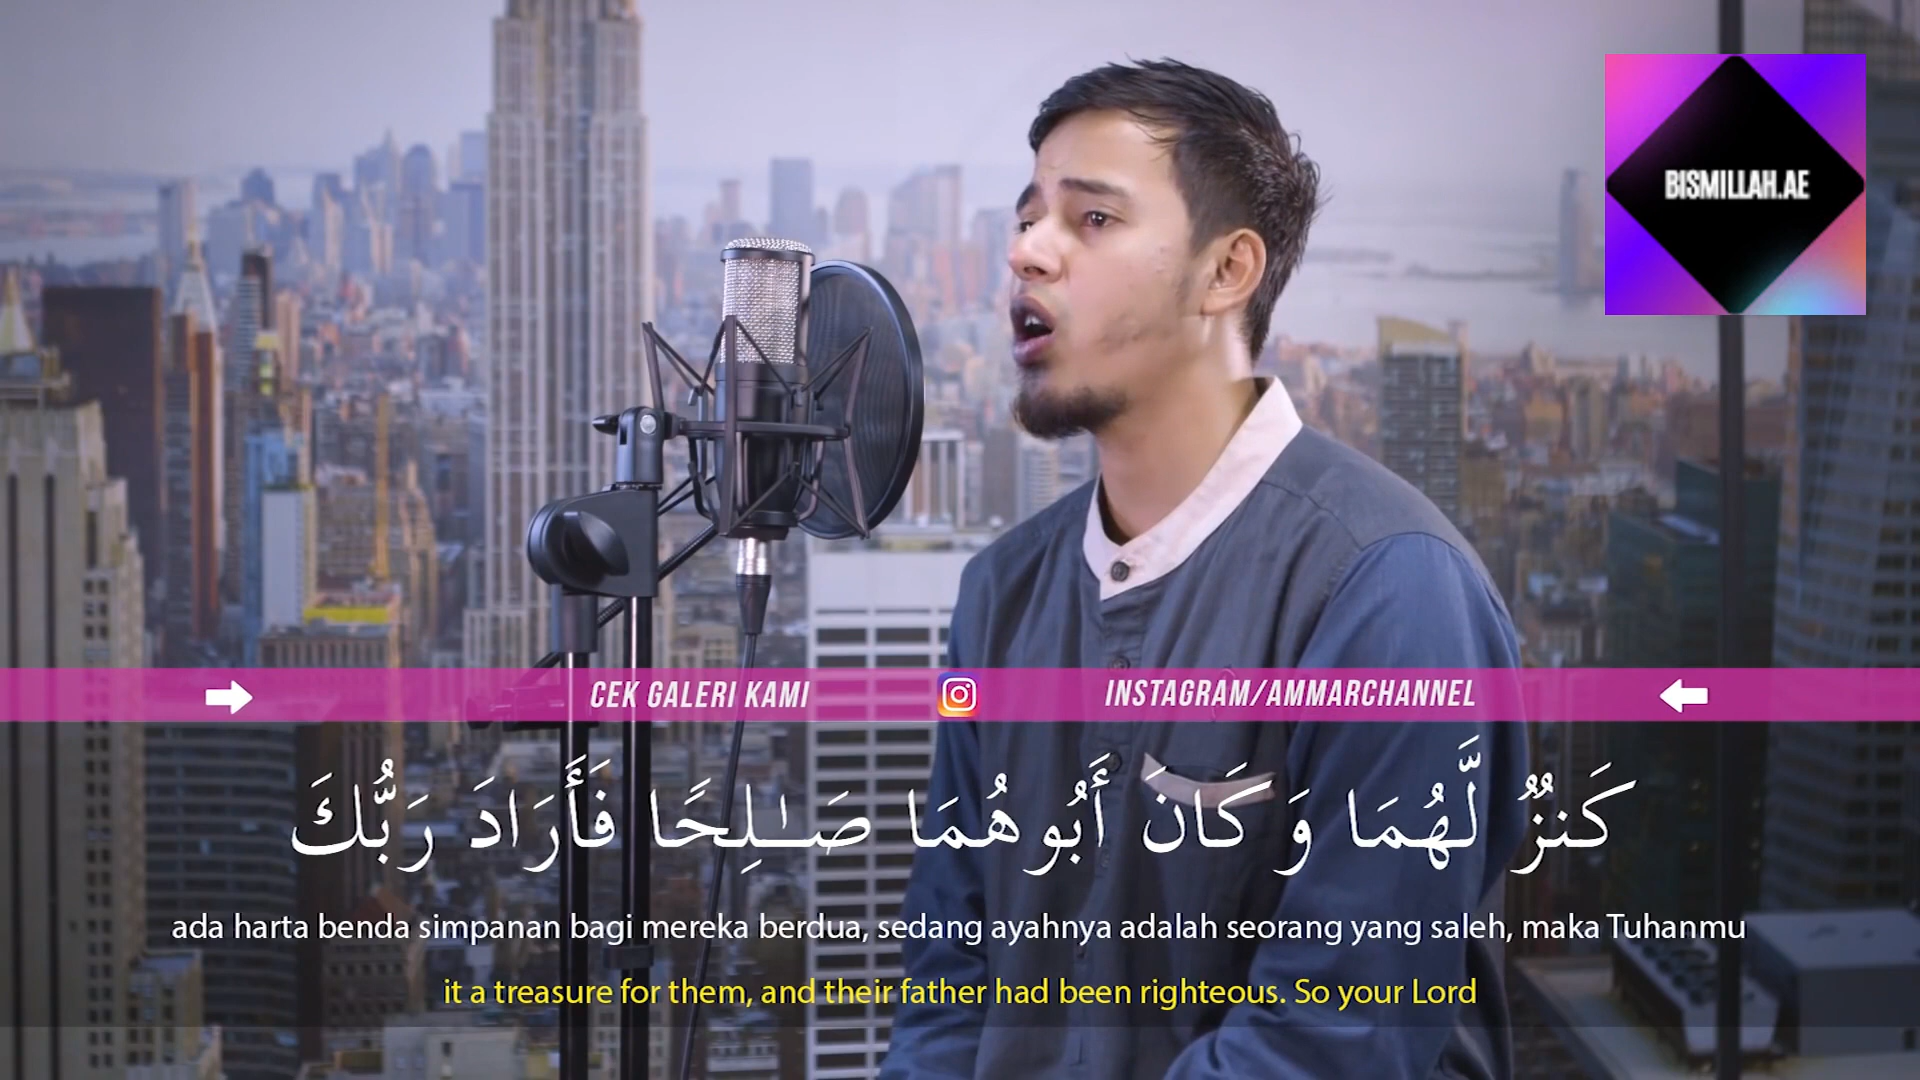 BISMILLAH.AE
CEK GALERI KAMI INSTAGRAM/AMMARCHANNEL
كَنزٌ لَّهُمَا وَكَانَ أَبُوهُمَا صَـٰلِحًا فَأَرَادَ رَبُّكَ
ada harta benda simpanan bagi mereka berdua, sedang ayahnya adalah seorang yang saleh, maka Tuhanmu
it a treasure for them, and their father had been righteous. So your Lord